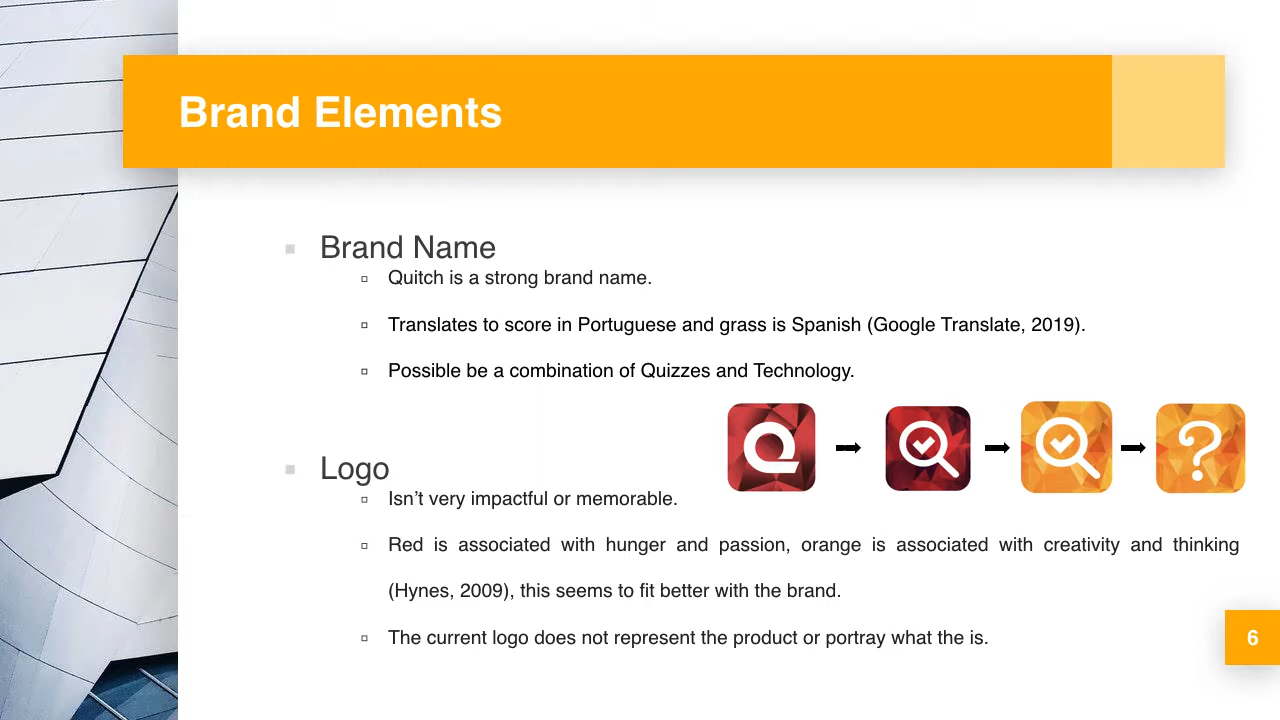 Brand Elements
Brand Name
Quitch is a strong brand name.
Translates to score in Portuguese and grass is Spanish (Google Translate, 2019).
Possible be a combination of Quizzes and Technology.
Q
?
Logo
Isn’t very impactful or memorable.
Red is associated with hunger and passion, orange is associated with creativity and thinking
(Hynes, 2009), this seems to fit better with the brand.
The current logo does not represent the product or portray what the is.
6